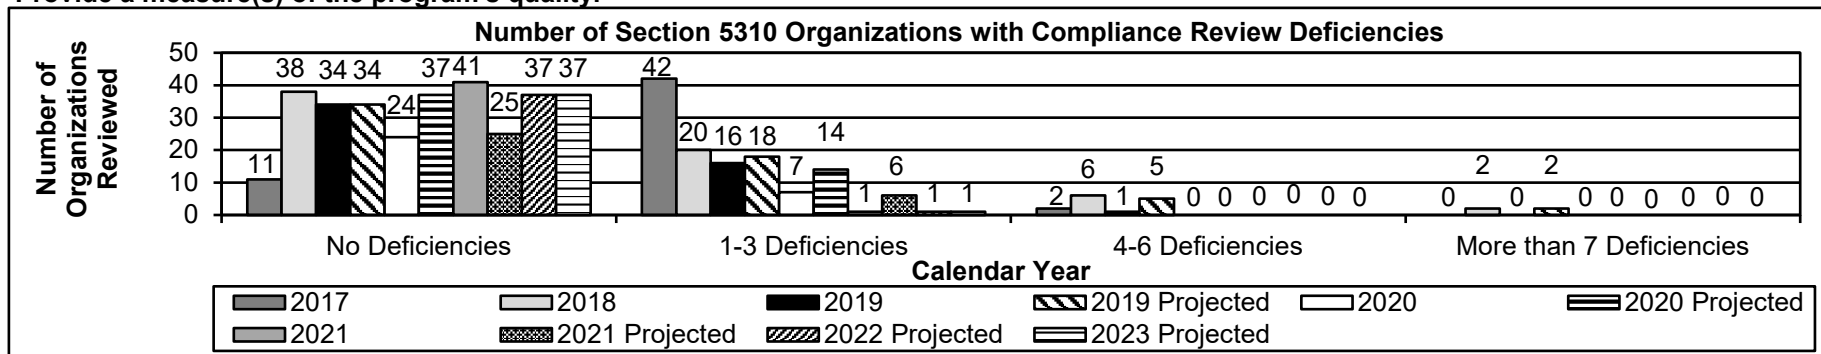 Provide a measure(s) of the program's quality.
Number of Section 5310 Organizations with Compliance Review Deficiencies
Number of
Organizations
Reviewed
50
40
30
20
10
0
11 38 34 34 24 37 41 25 37 37
42 20 16 18 7 14 1 6 1 1
2 6 1 5 0 0 0 0 0 0
0 2 0 2 0 0 0 0 0 0
No Deficiencies 1-3 Deficiencies 4-6 Deficiencies More than 7 Deficiencies
Calendar Year
2017 2018 2019 2019 Projected 2020 2020 Projected
2021 2021 Projected 2022 Projected 2023 Projected